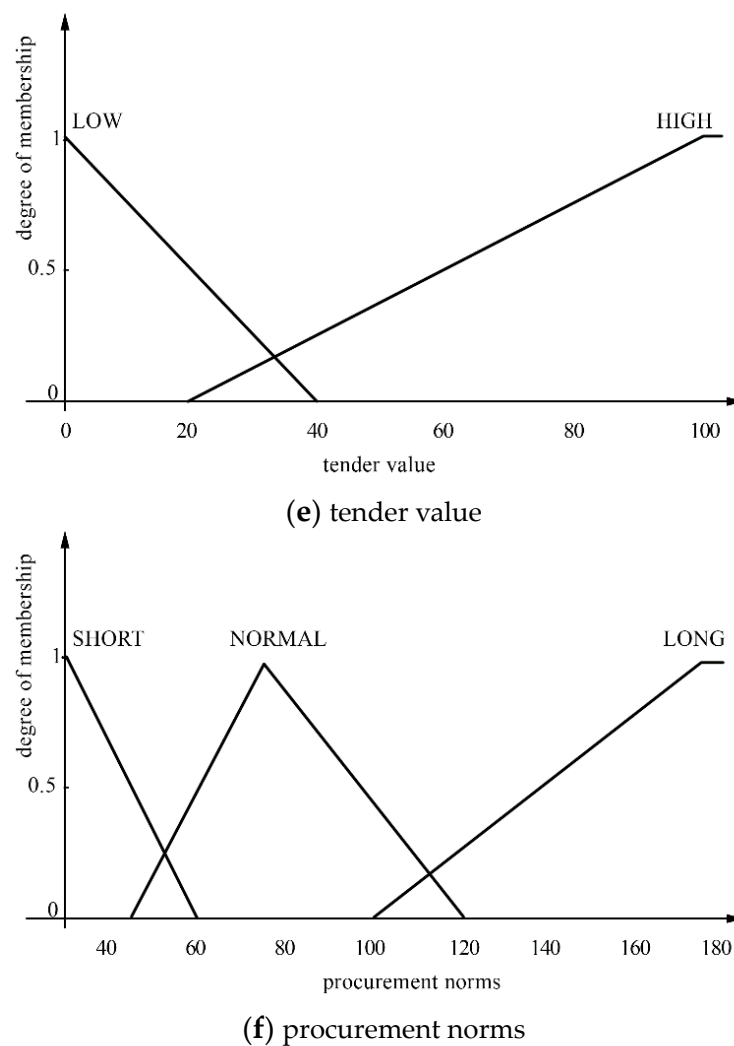 degree of membership
LOW
HIGH
1
0.5
0
0 20 40 60 80 100
tender value
(e) tender value
degree of membership
SHORT
NORMAL
LONG
1
0.5
0
40 60 80 100 120 140 160 180
procurement norms
(f) procurement norms